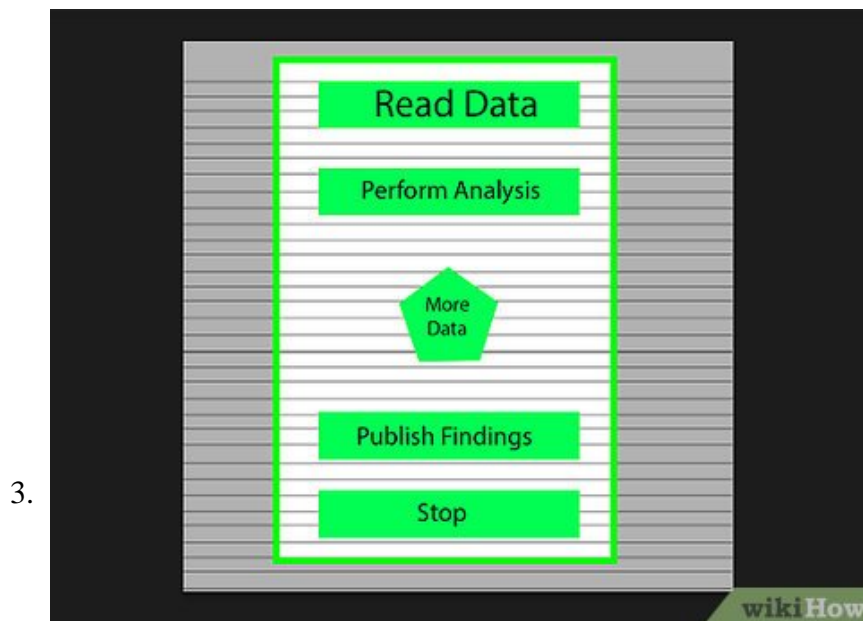 Read Data
Perform Analysis
More
Data
Publish Findings
3.
Stop
wikiHow